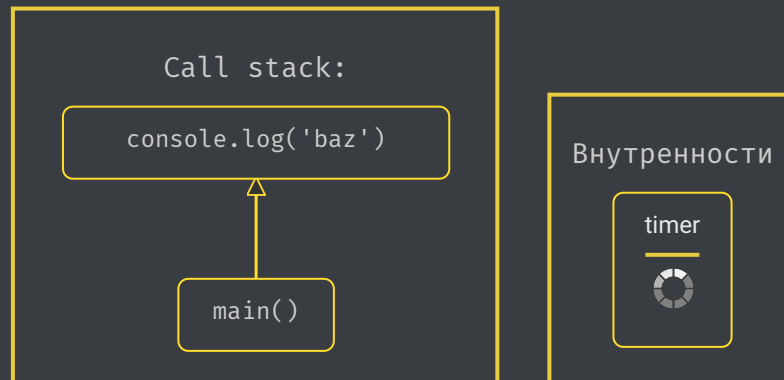 Call stack:
console.log('baz')
main()
Внутренности
timer